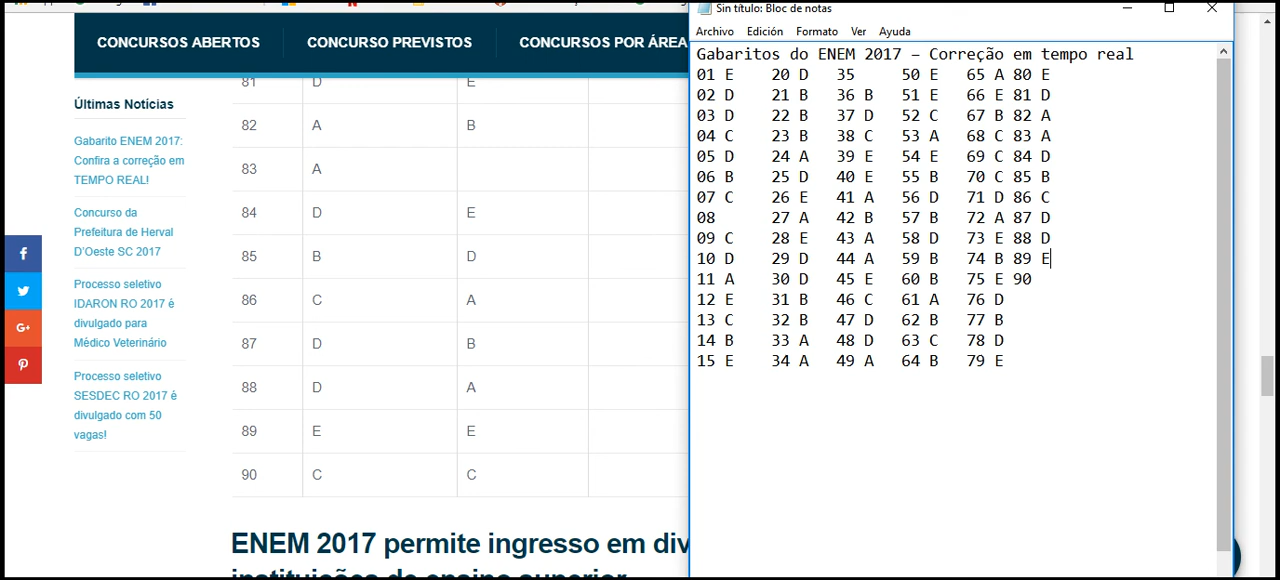 CONCURSOS ABERTOS
CONCURSO PREVISTOS
CONCURSOS POR ÁREA
Últimas Notícias
Gabarito ENEM 2017:
Confira a correção em
TEMPO REAL!
Concurso da
Prefeitura de Herval
D'Oeste SC 2017
Processo seletivo
IDARON RO 2017 é
divulgado para
Médico Veterinário
Processo seletivo
SESDEC RO 2017 é
divulgado com 50
vagas!
81 D E
82 A B
83 A
84 D E
85 B D
86 C A
87 D B
88 D A
89 E E
90 C C
ENEM 2017 permite ingresso em div
instituições de ensino superior
Sin título: Bloc de notas
Archivo Edición Formato Ver Ayuda
Gabaritos do ENEM 2017 – Correção em tempo real
01 E 20 D 35 50 E 65 A 80 E
02 D 21 B 36 B 51 E 66 E 81 D
03 D 22 B 37 D 52 C 67 B 82 A
04 C 23 B 38 C 53 A 68 C 83 A
05 D 24 A 39 E 54 E 69 C 84 D
06 B 25 D 40 E 55 B 70 C 85 B
07 C 26 E 41 A 56 D 71 D 86 C
08 27 A 42 B 57 B 72 A 87 D
09 C 28 E 43 A 58 D 73 E 88 D
10 D 29 D 44 A 59 B 74 B 89 E
11 A 30 D 45 E 60 B 75 E 90
12 E 31 B 46 C 61 A 76 D
13 C 32 B 47 D 62 B 77 B
14 B 33 A 48 D 63 C 78 D
15 E 34 A 49 A 64 B 79 E